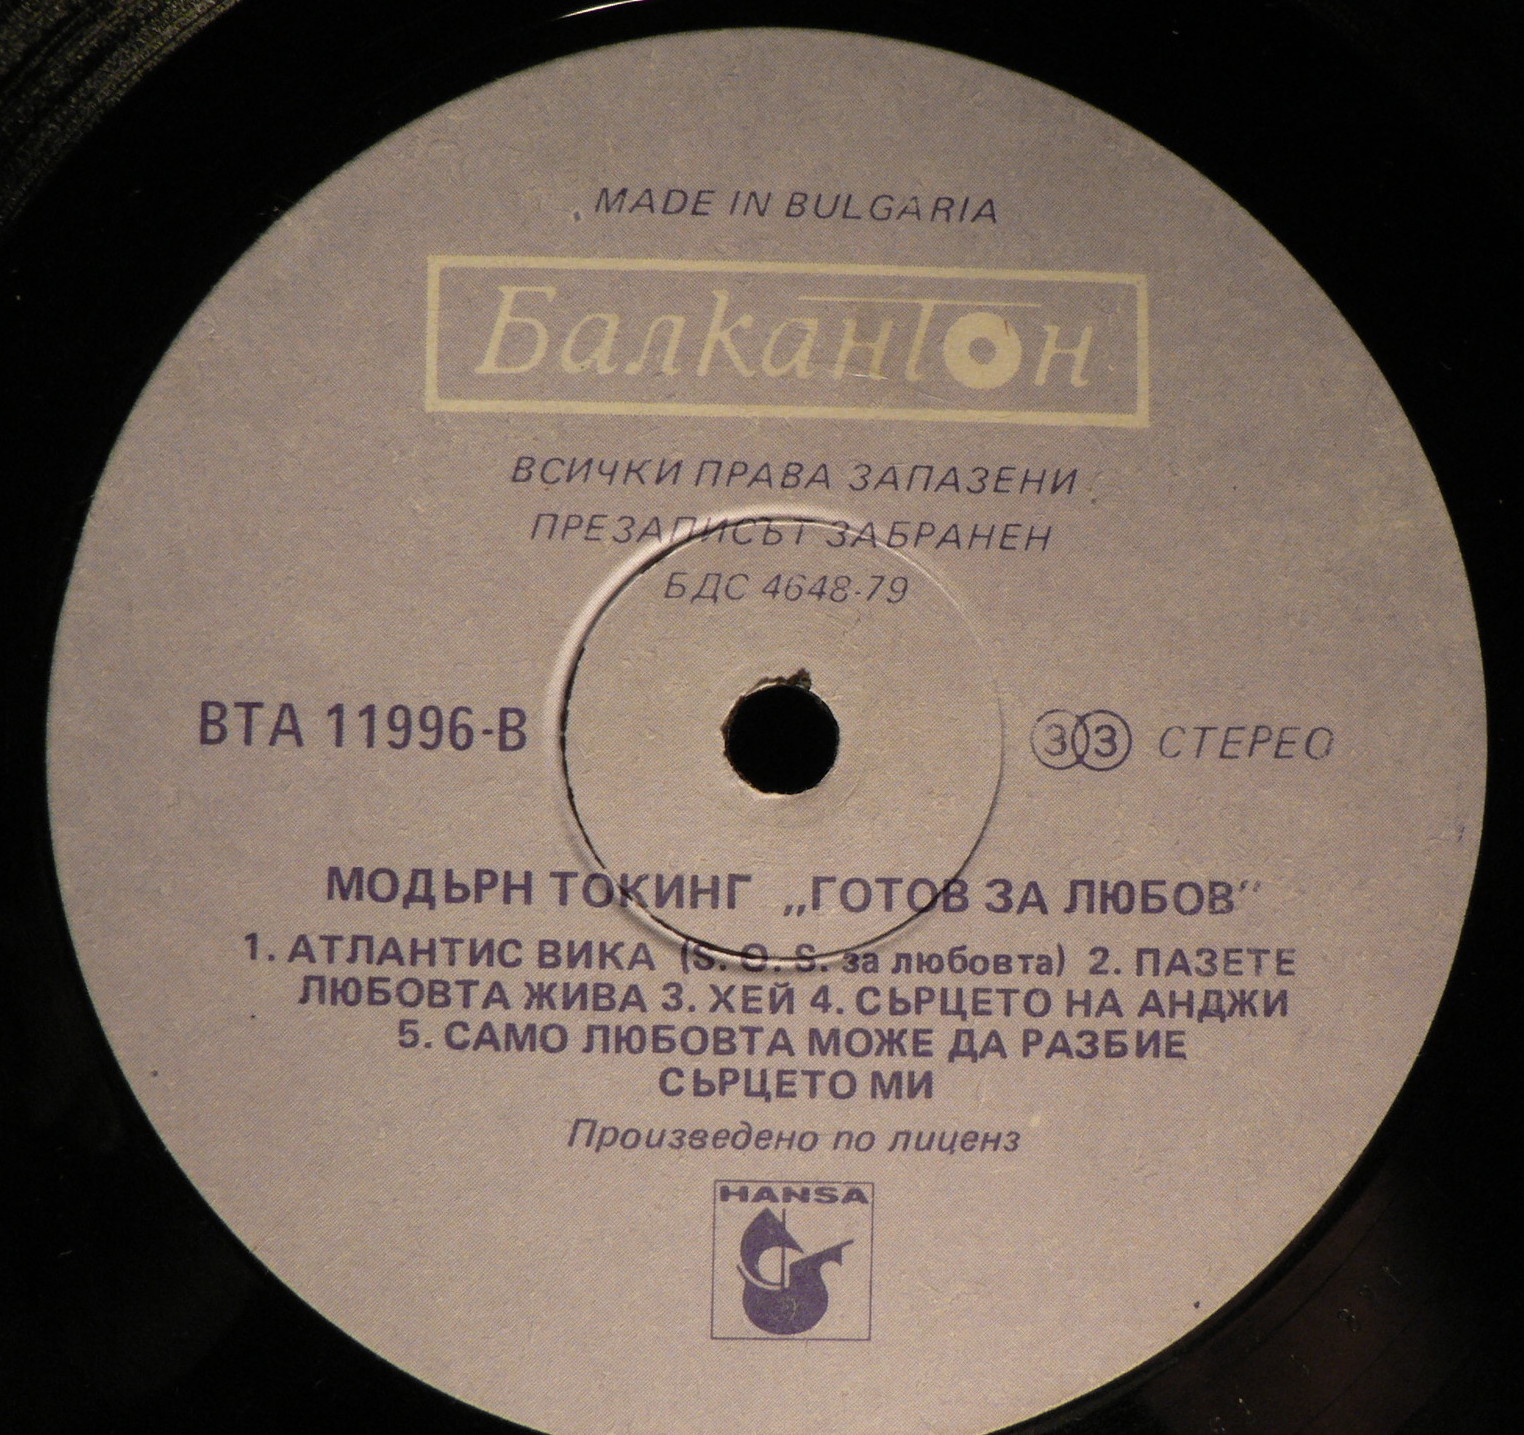 MADE IN BULGARIA
Балкантон
ВСИЧКИ ПРАВА ЗАПАЗЕНИ
ПРЕЗАПИСЪТ ЗАБРАНЕН
БДС 4648-79
ВТА 11996-В
33 СТЕРЕО
МОДЬРН ТОКИНГ „ГОТОВ ЗА ЛЮБОВ“
1. АТЛАНТИС ВИКА (S. O. S. за любовта) 2. ПАЗЕТЕ
ЛЮБОВТА ЖИВА 3. ХЕЙ 4. СЬРЦЕТО НА АНДЖИ
5. САМО ЛЮБОВТА МОЖЕ ДА РАЗБИЕ
СЬРЦЕТО МИ
Произведено по лиценз
HANSA